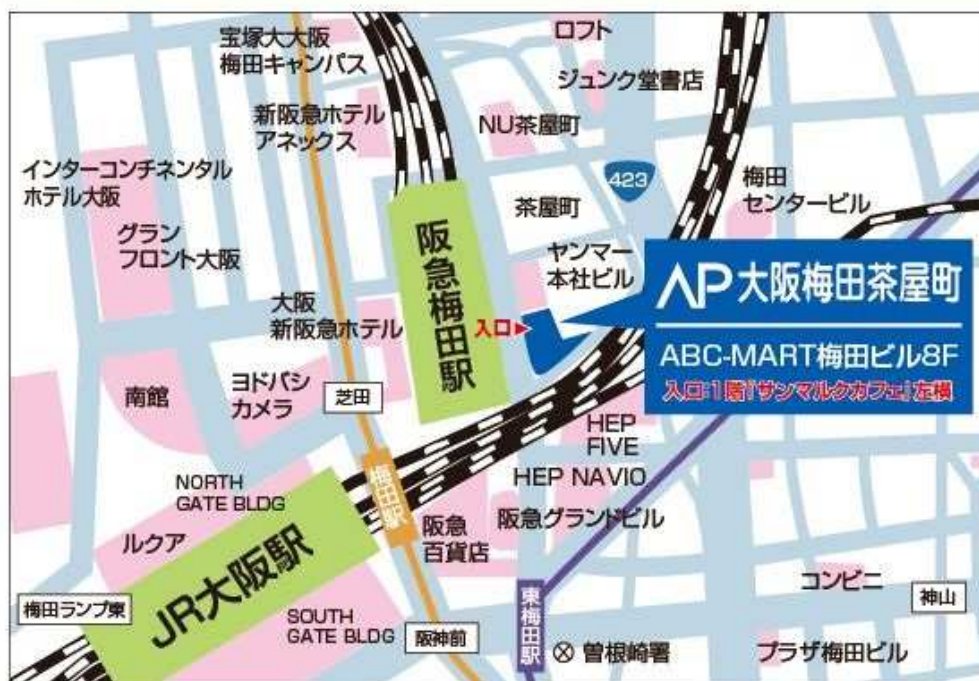 宝塚大大阪
梅田キャンパス
ロフト
ジュンク堂書店
新阪急ホテル
アネックス
NU茶屋町
423
インターコンチネンタル
ホテル大阪
梅田
センタービル
茶屋町
グラン
フロント大阪
阪急梅田駅
ヤンマー
本社ビル
AP大阪梅田茶屋町
大阪
新阪急ホテル
入口▶
ABC-MART梅田ビル8F
入口:1階「サンマルクカフェ」左横
南館
ヨドバシ
カメラ
芝田
HEP
FIVE
NORTH
GATE BLDG
梅田駅
HEP NAVIO
ルクア
JR大阪駅
阪急
百貨店
阪急グランドビル
コンビニ
神山
梅田ランプ東
SOUTH
GATE BLDG
阪神前
東梅田駅
曽根崎署
プラザ梅田ビル